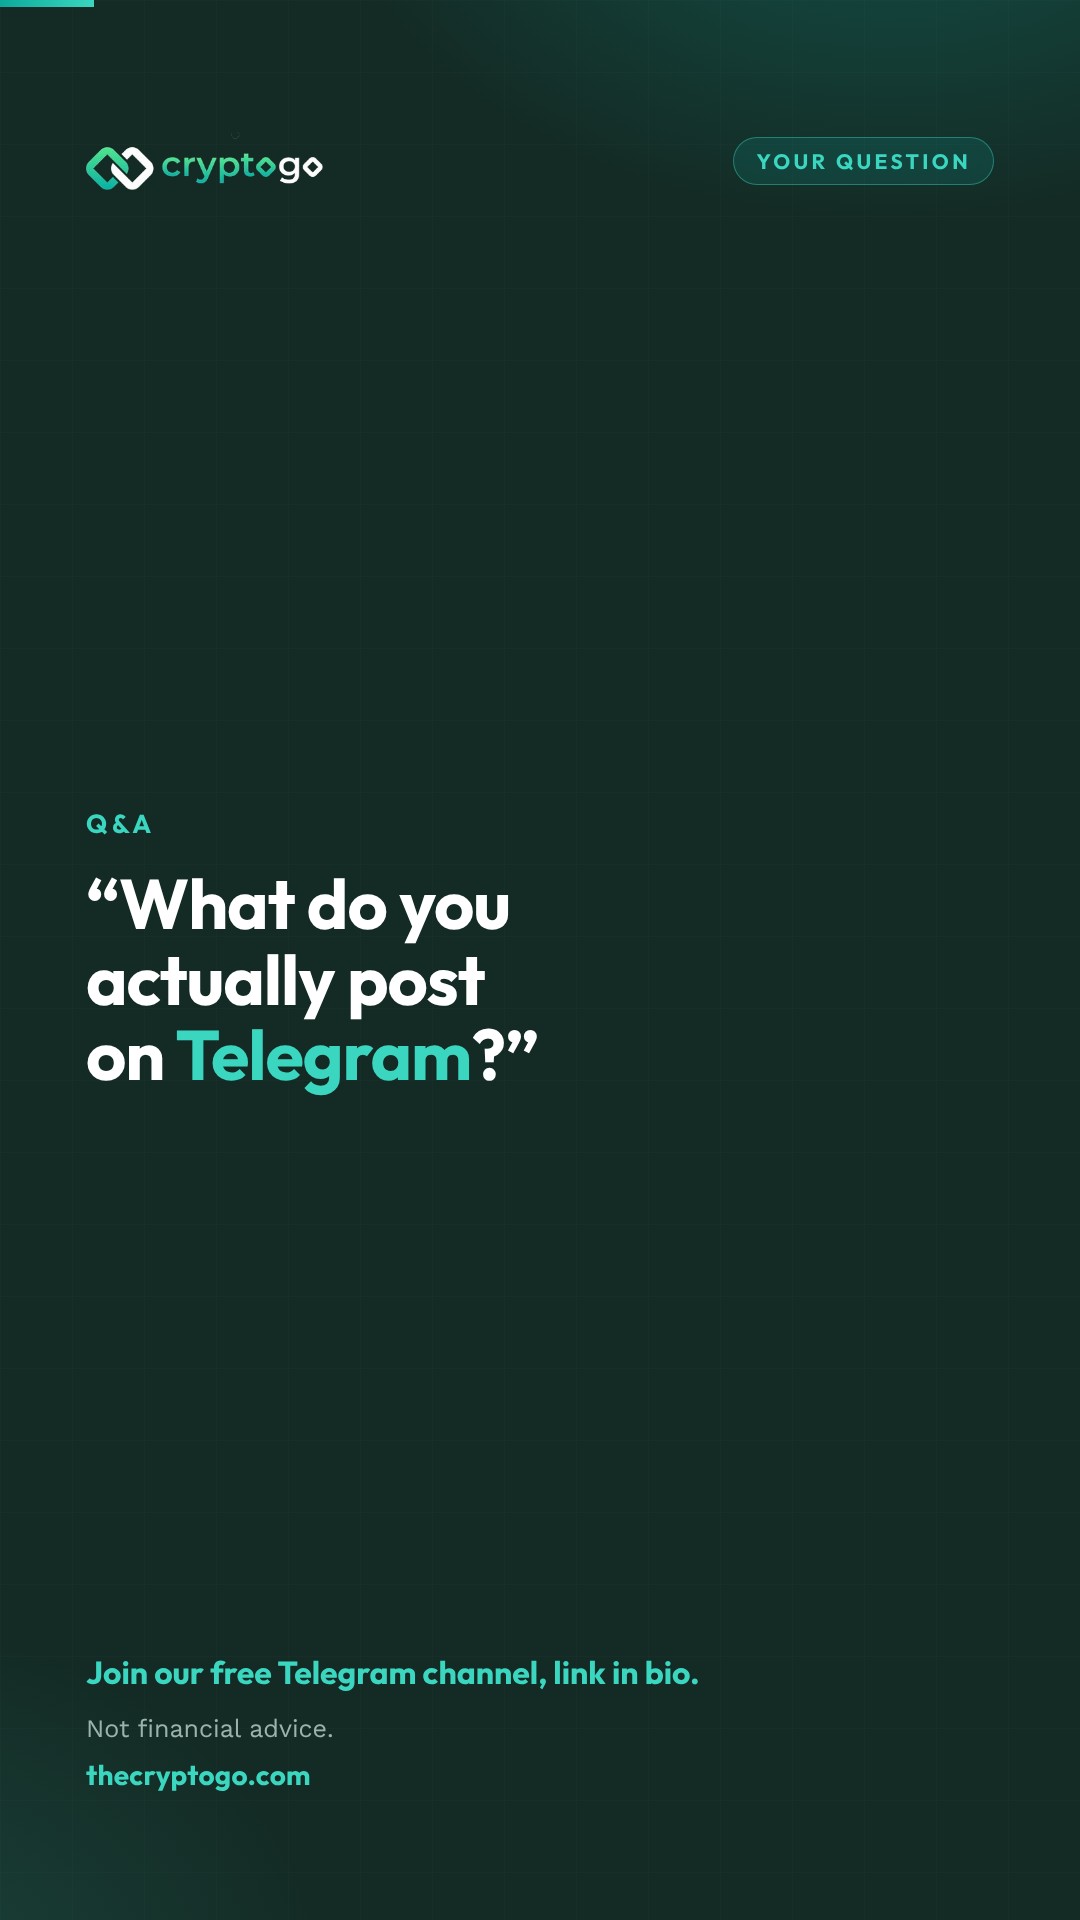 cryptogo
YOUR QUESTION
Q&A
“What do you
actually post
on Telegram?”
Join our free Telegram channel, link in bio.
Not financial advice.
thecryptogo.com